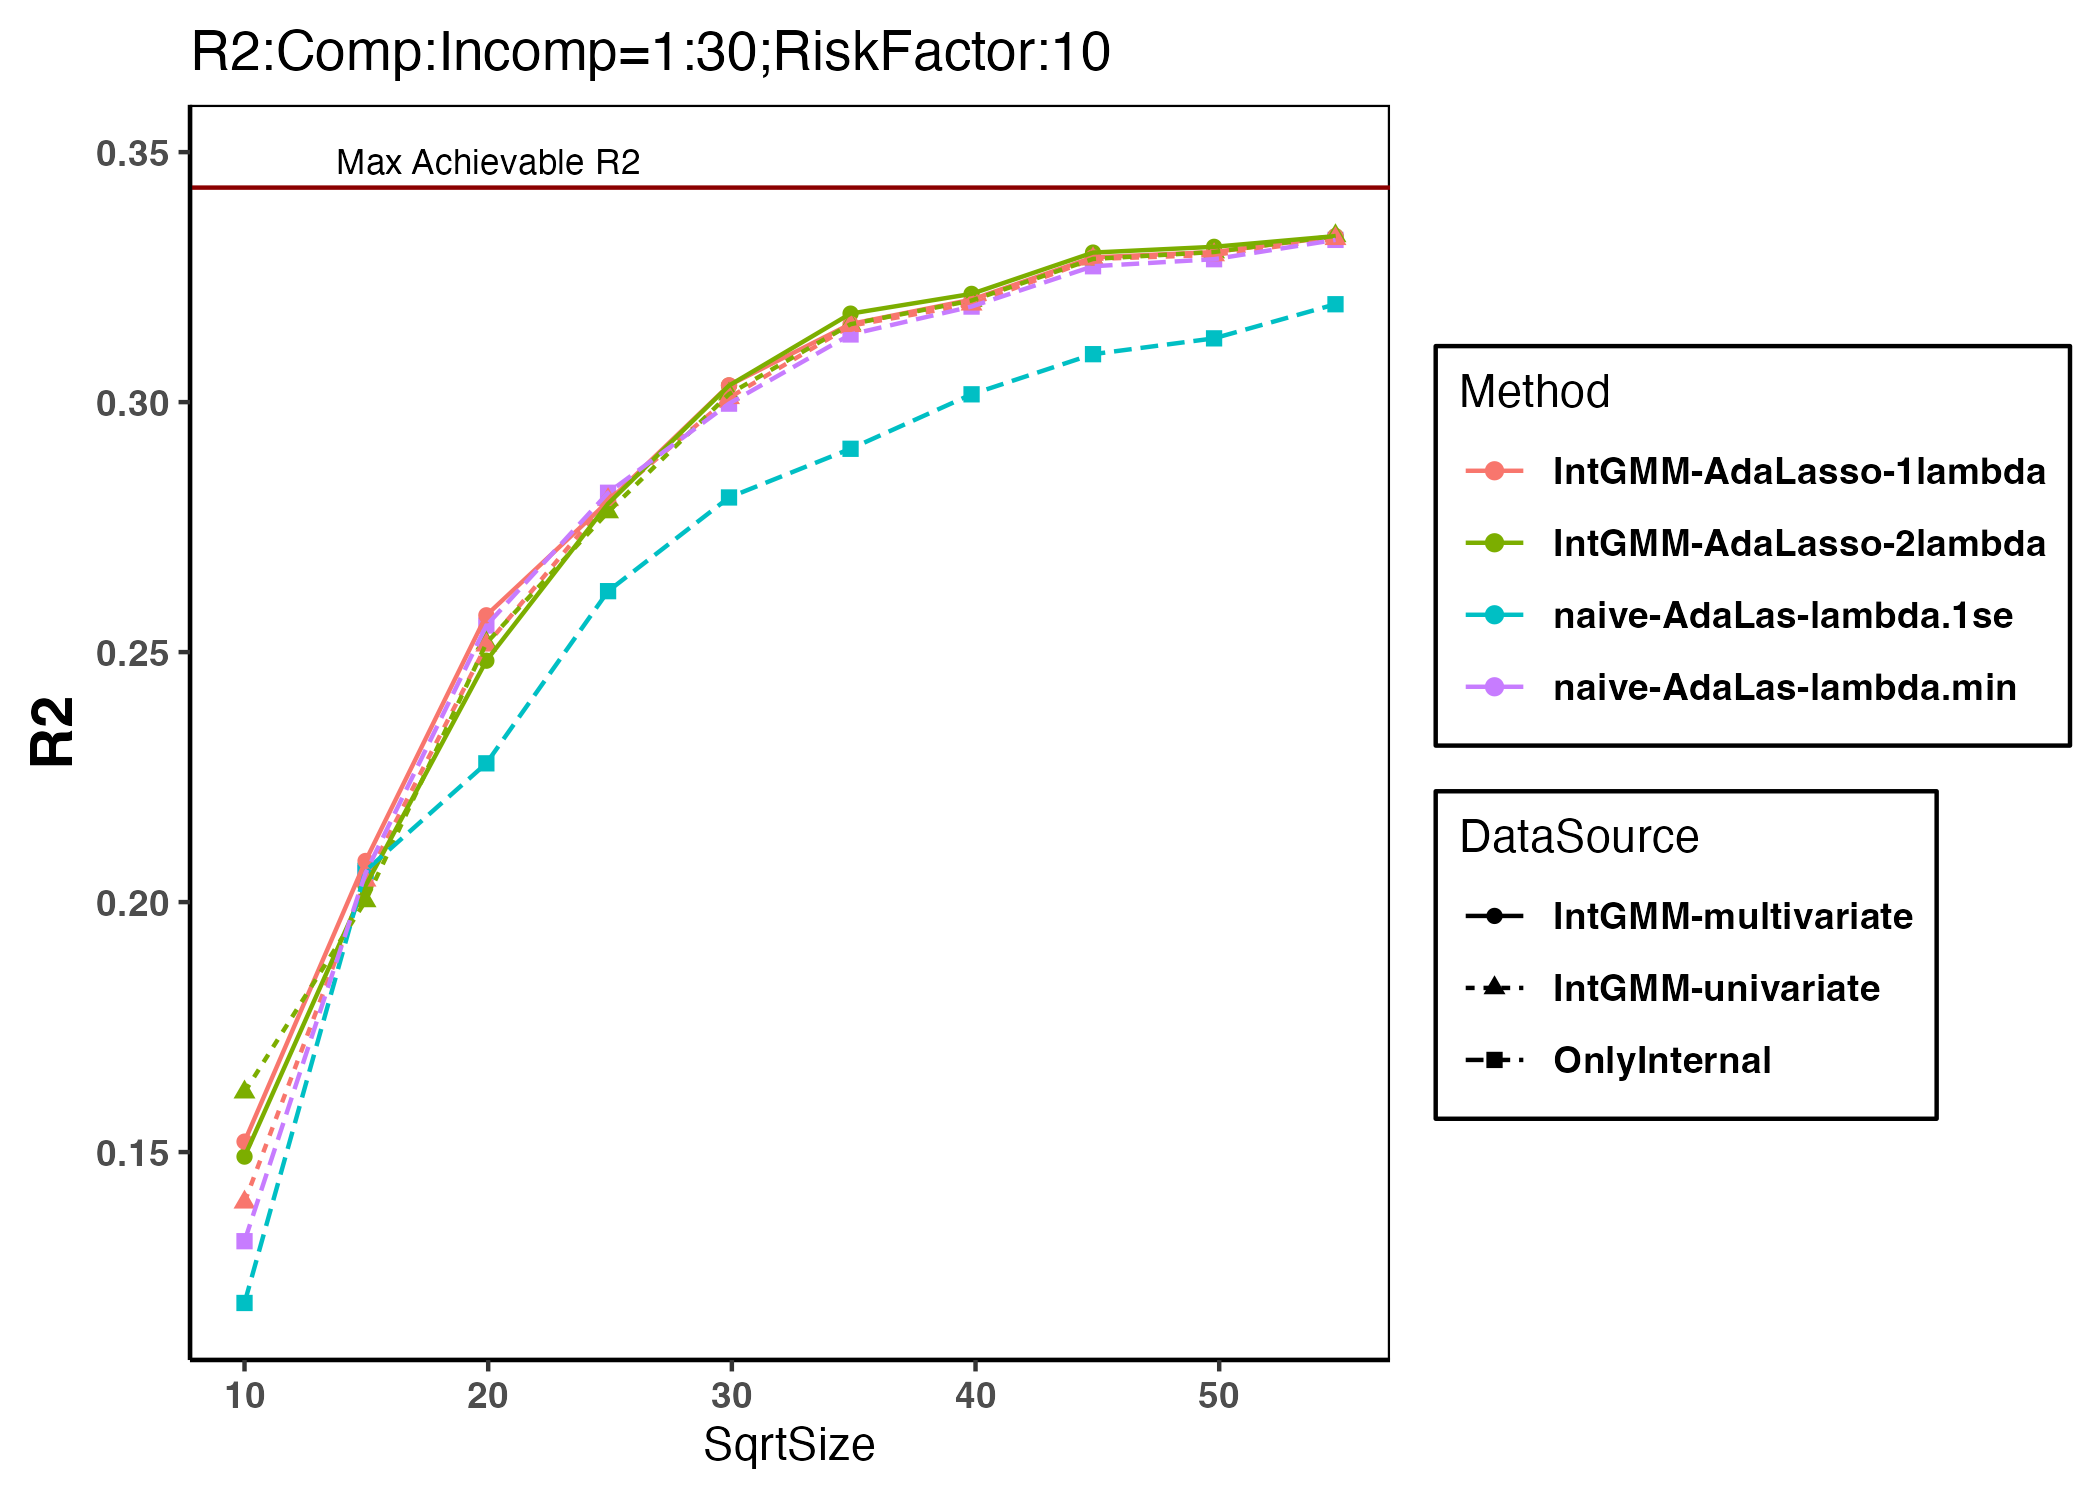 R2:Comp:Incomp=1:30;RiskFactor:10
Max Achievable R2
0.35
0.30
0.25
0.20
0.15
R2
10 20 30 40 50
SqrtSize
Method
IntGMM-AdaLasso-1lambda
IntGMM-AdaLasso-2lambda
naive-AdaLas-lambda.1se
naive-AdaLas-lambda.min
DataSource
IntGMM-multivariate
IntGMM-univariate
OnlyInternal